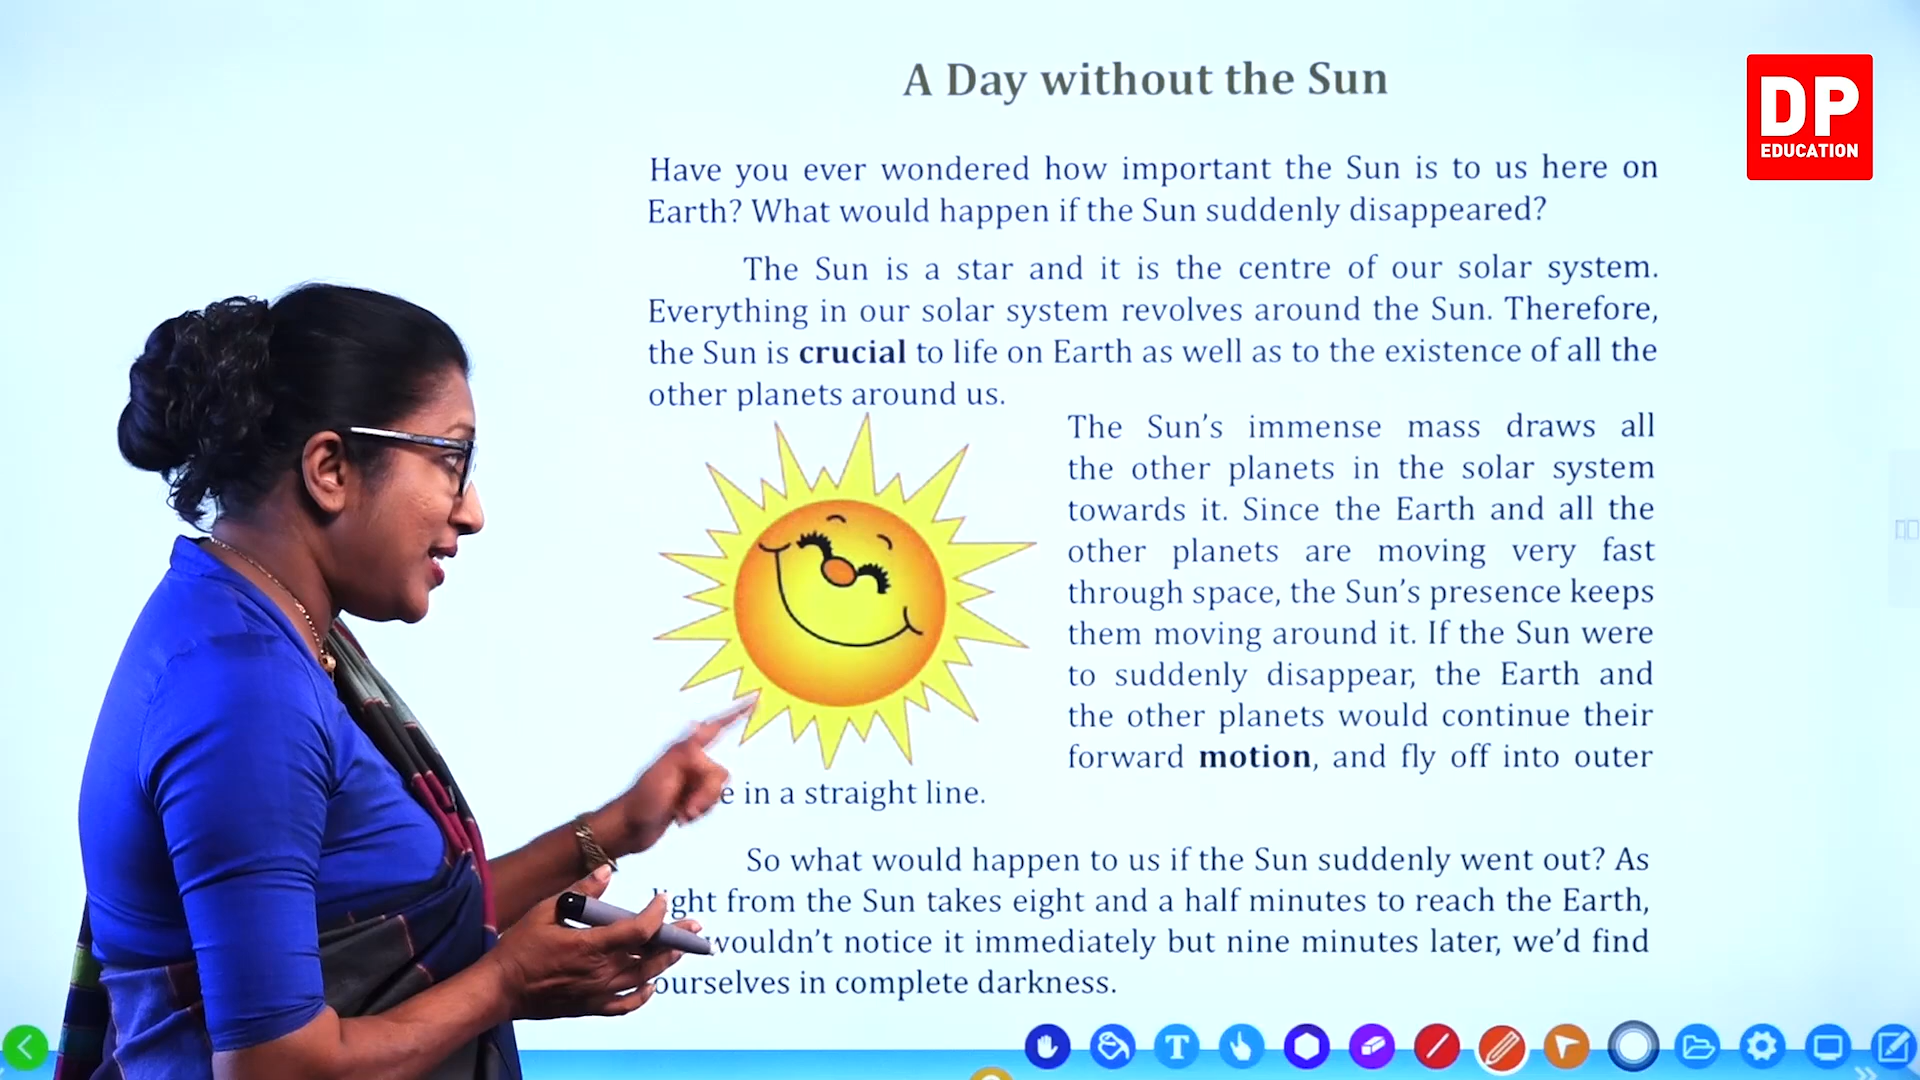 A Day without the Sun
DP
EDUCATION
Have you ever wondered how important the Sun is to us here on
Earth? What would happen if the Sun suddenly disappeared?
The Sun is a star and it is the centre of our solar system.
Everything in our solar system revolves around the Sun. Therefore,
the Sun is crucial to life on Earth as well as to the existence of all the
other planets around us.
The Sun's immense mass draws all
the other planets in the solar system
towards it. Since the Earth and all the
other planets are moving very fast
through space, the Sun's presence keeps
them moving around it. If the Sun were
to suddenly disappear, the Earth and
the other planets would continue their
forward motion, and fly off into outer
in a straight line.
So what would happen to us if the Sun suddenly went out? As
light from the Sun takes eight and a half minutes to reach the Earth,
wouldn't notice it immediately but nine minutes later, we'd find
ourselves in complete darkness.
T